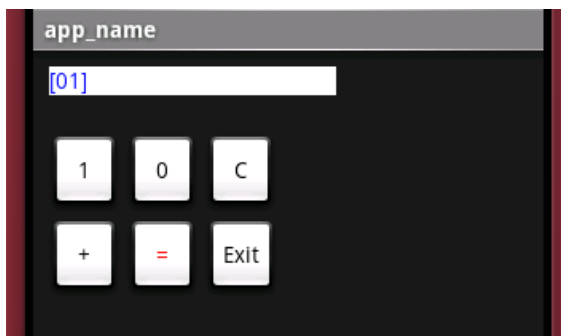 app_name
[01]
1 0 C
+ = Exit